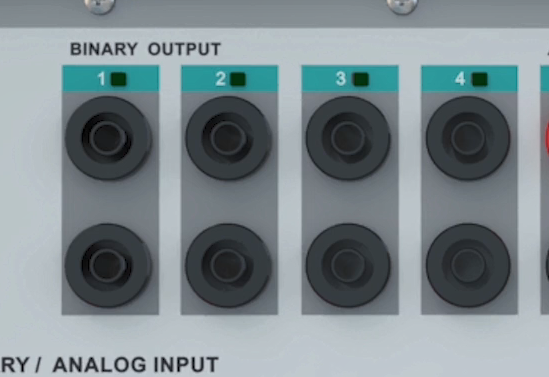 BINARY OUTPUT
1 2 3 4
RY / ANALOG INPUT